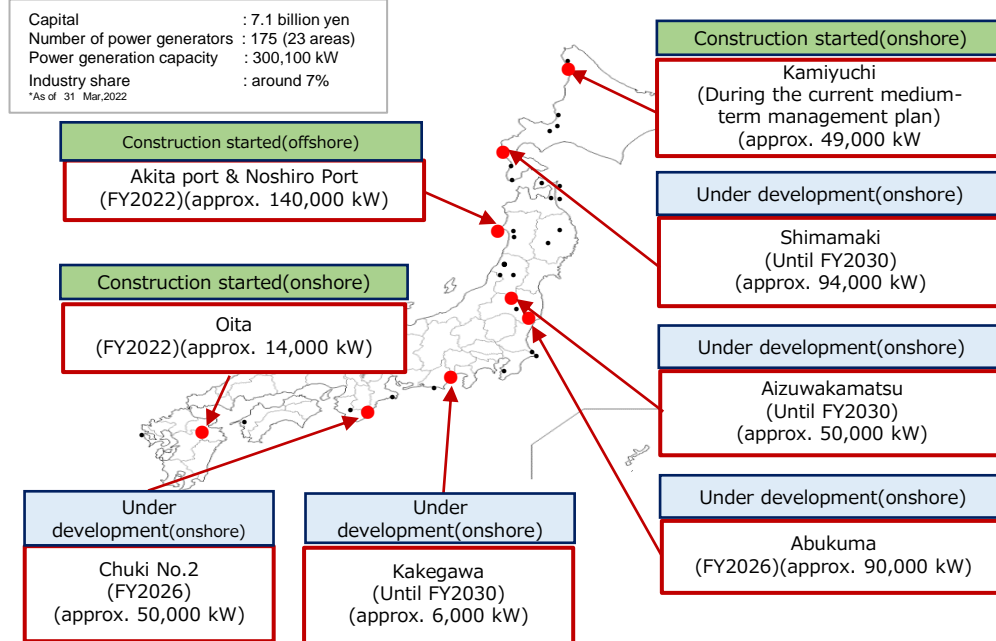 Capital : 7.1 billion yen
Number of power generators : 175 (23 areas)
Power generation capacity : 300,100 kW
Industry share : around 7%
*As of 31 Mar,2022
Construction started(onshore)
Kamiyuchi
(During the current medium-
term management plan)
(approx. 49,000 kW
Construction started(offshore)
Akita port & Noshiro Port
(FY2022)(approx. 140,000 kW)
Under development(onshore)
Shimamaki
(Until FY2030)
(approx. 94,000 kW)
Construction started(onshore)
Oita
(FY2022)(approx. 14,000 kW)
Under development(onshore)
Aizuwakamatsu
(Until FY2030)
(approx. 50,000 kW)
Under development(onshore)
Abukuma
(FY2026)(approx. 90,000 kW)
Under
development(onshore)
Chuki No.2
(FY2026)
(approx. 50,000 kW)
Under
development(onshore)
Kakegawa
(Until FY2030)
(approx. 6,000 kW)